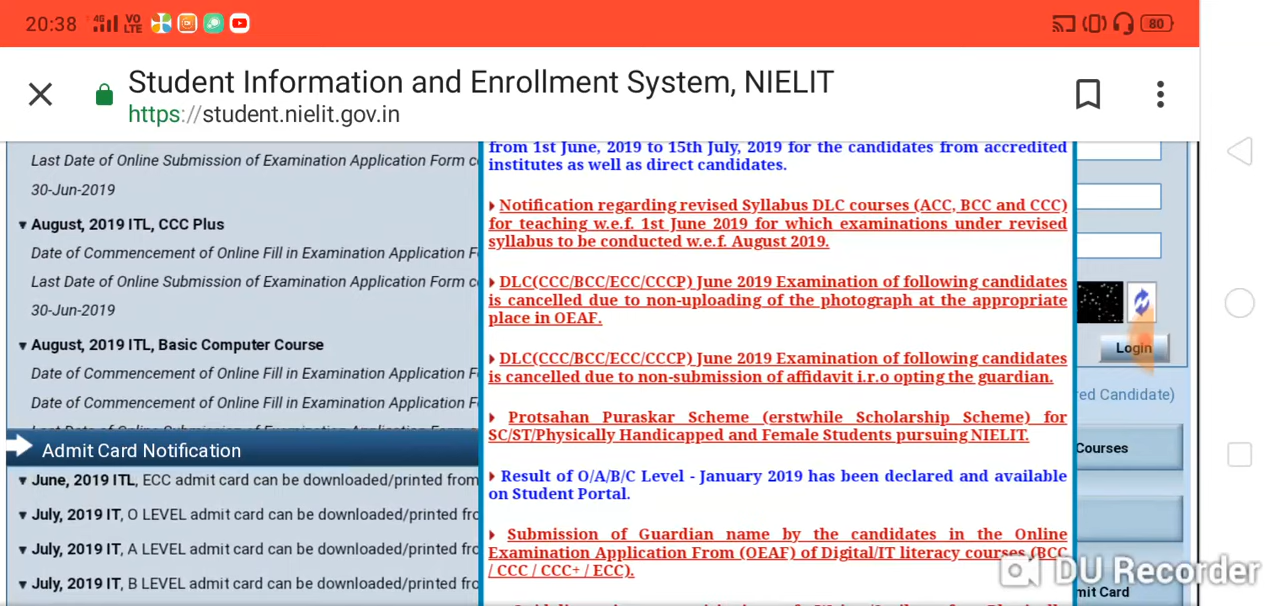 20:38
4G
VO
LTE
80
Student Information and Enrollment System, NIELIT
https://student.nielit.gov.in
Last Date of Online Submission of Examination Application Form
30-Jun-2019
August, 2019 ITL, CCC Plus
Date of Commencement of Online Fill in Examination Application
Last Date of Online Submission of Examination Application Form
30-Jun-2019
August, 2019 ITL, Basic Computer Course
Date of Commencement of Online Fill in Examination Application
Date of Commencement of Online Fill in Examination Application
Admit Card Notification
June, 2019 ITL, ECC admit card can be downloaded/printed from
July, 2019 IT, O LEVEL admit card can be downloaded/printed
July, 2019 IT, A LEVEL admit card can be downloaded/printed
July, 2019 IT, B LEVEL admit card can be downloaded/printed
from 1st June, 2019 to 15th July, 2019 for the candidates from accredited
institutes as well as direct candidates.
Notification regarding revised Syllabus DLC courses (ACC, BCC and CCC)
for teaching w.e.f. 1st June 2019 for which examinations under revised
syllabus to be conducted w.e.f. August 2019.
DLC(CCC/BCC/ECC/CCCP) June 2019 Examination of following candidates
is cancelled due to non-uploading of the photograph at the appropriate
place in OEAF.
DLC(CCC/BCC/ECC/CCCP) June 2019 Examination of following candidates
is cancelled due to non-submission of affidavit i.r.o opting the guardian.
Protsahan Puraskar Scheme (erstwhile Scholarship Scheme) for
SC/ST/Physically Handicapped and Female Students pursuing NIELIT.
Result of O/A/B/C Level - January 2019 has been declared and available
on Student Portal.
Submission of Guardian name by the candidates in the Online
Examination Application From (OEAF) of Digital/IT literacy courses (BCC
/ CCC / CCC+ / ECC).
Login
Candidate)
Courses
Card
DU Recorder